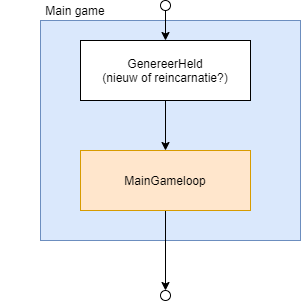 Main game
GenereerHeld
(nieuw of reincarnatie?)
MainGameloop